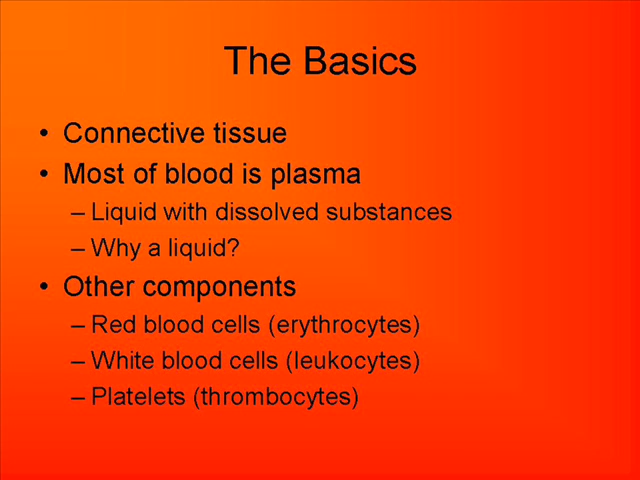 The Basics
• Connective tissue
• Most of blood is plasma
– Liquid with dissolved substances
– Why a liquid?
• Other components
– Red blood cells (erythrocytes)
– White blood cells (leukocytes)
– Platelets (thrombocytes)